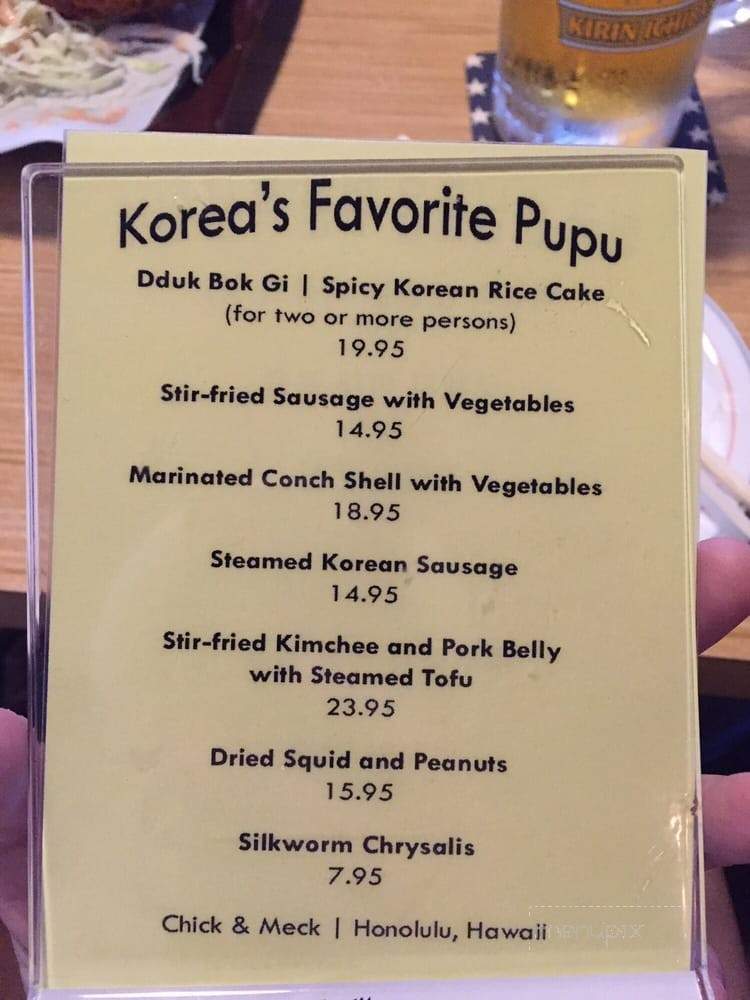 KIRIN ICHI
Korea's Favorite Pupu
Dduk Bok Gi | Spicy Korean Rice Cake
(for two or more persons)
19.95
Stir-fried Sausage with Vegetables
14.95
Marinated Conch Shell with Vegetables
18.95
Steamed Korean Sausage
14.95
Stir-fried Kimchee and Pork Belly
with Steamed Tofu
23.95
Dried Squid and Peanuts
15.95
Silkworm Chrysalis
7.95
Chick & Meck | Honolulu, Hawaii
menupix